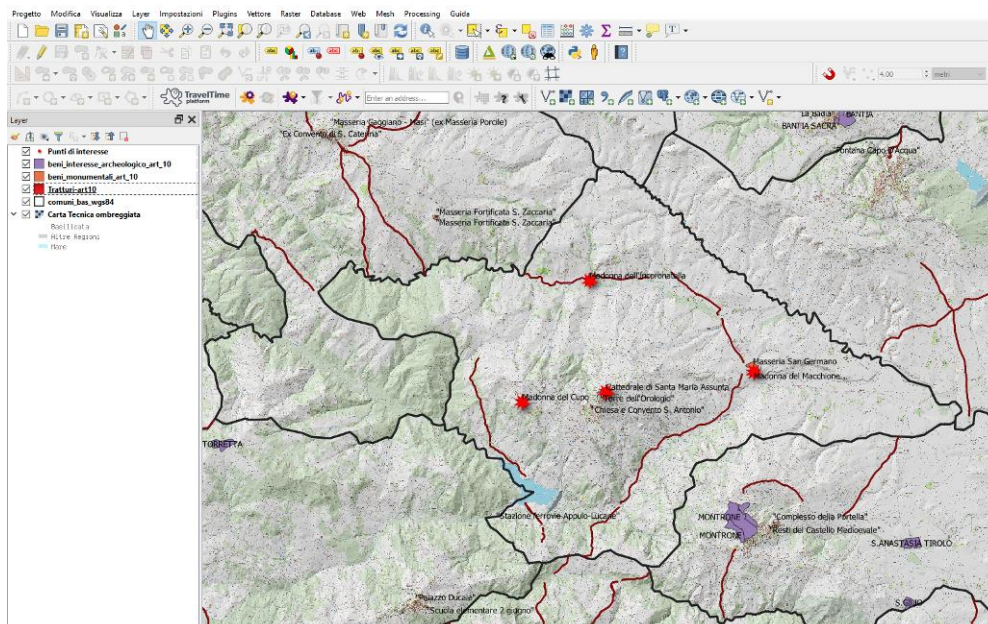 Progetto Modifica Visualizza Layer Impostazioni Plugins Vettore Raster Database Web Mesh Processing Guida
4,00
metri
TravelTime
platform
Enter an address...
Layer
Punti di interesse
beni_interesse_archeologico_art_10
beni_monumentali_art_10
Tratturi-art10
comuni_bas_wgs84
Carta Tecnica ombreggiata
Basilicata
Altre Regioni
Mare
"Masseria Gaggiano - Masi" (ex Masseria Porcile)
"Ex Convento di S. Caterina"
La Badia
BANTIA
BANTIA SACRA
"Fontana Capo D'Acqua"
"Masseria Fortificata S. Zaccaria"
"Masseria Fortificata S. Zaccaria"
Madonna dell'Incoronatella
Masseria San Germano
Madonna del Macchione
Cattedrale di Santa Maria Assunta
Madonna del Cupo
"Torre dell'Orologio"
"Chiesa e Convento S. Antonio"
TORRETTA
"Stazione ferrovie Appulo-Lucane"
MONTRONE 2
"Complesso della Portella"
MONTRONE
"Resti del Castello Medioevale"
S.ANASTASIA TIROLO
"Palazzo Ducale"
"Scuola elementare 2 giugno"